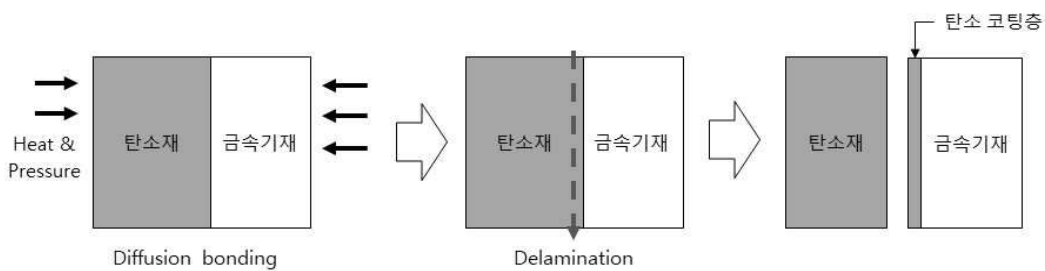 탄소 코팅층
Heat &
Pressure
탄소재
금속기재
탄소재
금속기재
탄소재
금속기재
Diffusion bonding
Delamination